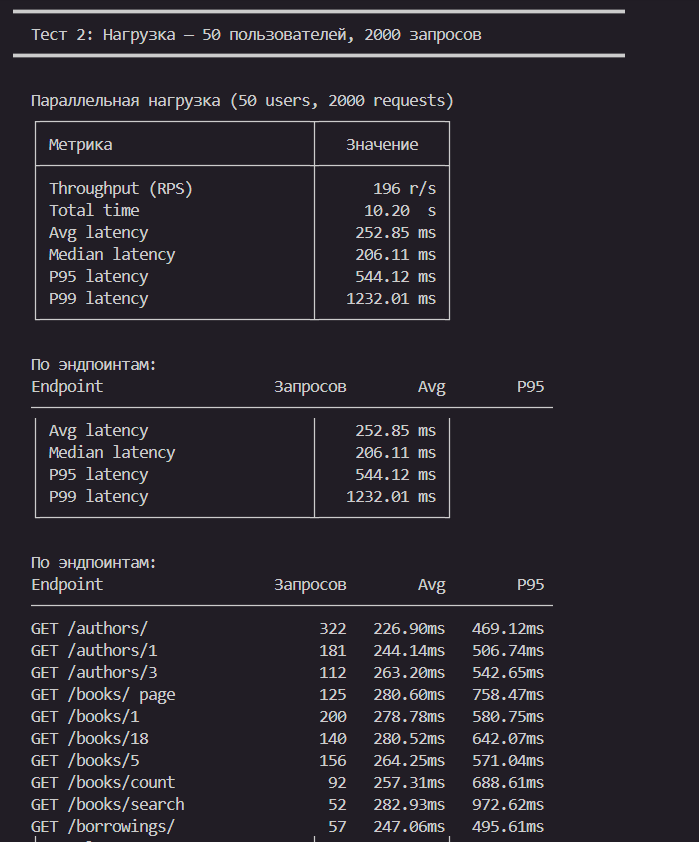 Тест 2: Нагрузка — 50 пользователей, 2000 запросов
Параллельная нагрузка (50 users, 2000 requests)
Метрика Значение
Throughput (RPS) 196 r/s
Total time 10.20 s
Avg latency 252.85 ms
Median latency 206.11 ms
P95 latency 544.12 ms
P99 latency 1232.01 ms
По эндпоинтам:
Endpoint Запросов Avg P95
Avg latency 252.85 ms
Median latency 206.11 ms
P95 latency 544.12 ms
P99 latency 1232.01 ms
По эндпоинтам:
Endpoint Запросов Avg P95
GET /authors/ 322 226.90ms 469.12ms
GET /authors/1 181 244.14ms 506.74ms
GET /authors/3 112 263.20ms 542.65ms
GET /books/ page 125 280.60ms 758.47ms
GET /books/1 200 278.78ms 580.75ms
GET /books/18 140 280.52ms 642.07ms
GET /books/5 156 264.25ms 571.04ms
GET /books/count 92 257.31ms 688.61ms
GET /books/search 52 282.93ms 972.62ms
GET /borrowings/ 57 247.06ms 495.61ms